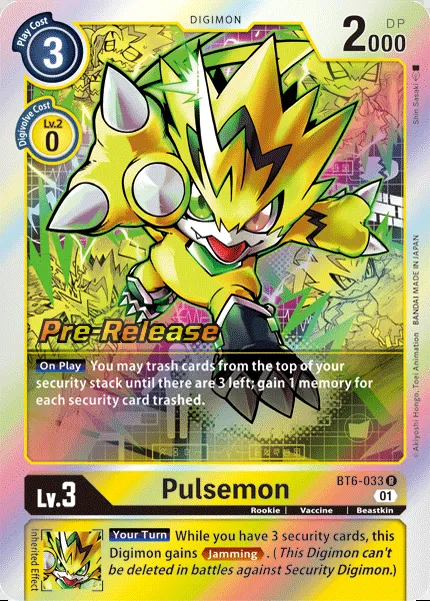 DIGIMON
Play Cost
3
DP
2000
Digivolve Cost
Lv.2
0
Shin Sasaki
BANDAI MADE IN JAPAN
© Akiyoshi Hongo, Toei Animation
Pre-Release
On Play You may trash cards from the top of your
security stack until there are 3 left; gain 1 memory for
each security card trashed.
BT6-033 R
01
Lv.3
Pulsemon
Rookie | Vaccine | Beastkin
Inherited Effect
Your Turn While you have 3 security cards, this
Digimon gains Jamming. (This Digimon can't
be deleted in battles against Security Digimon.)